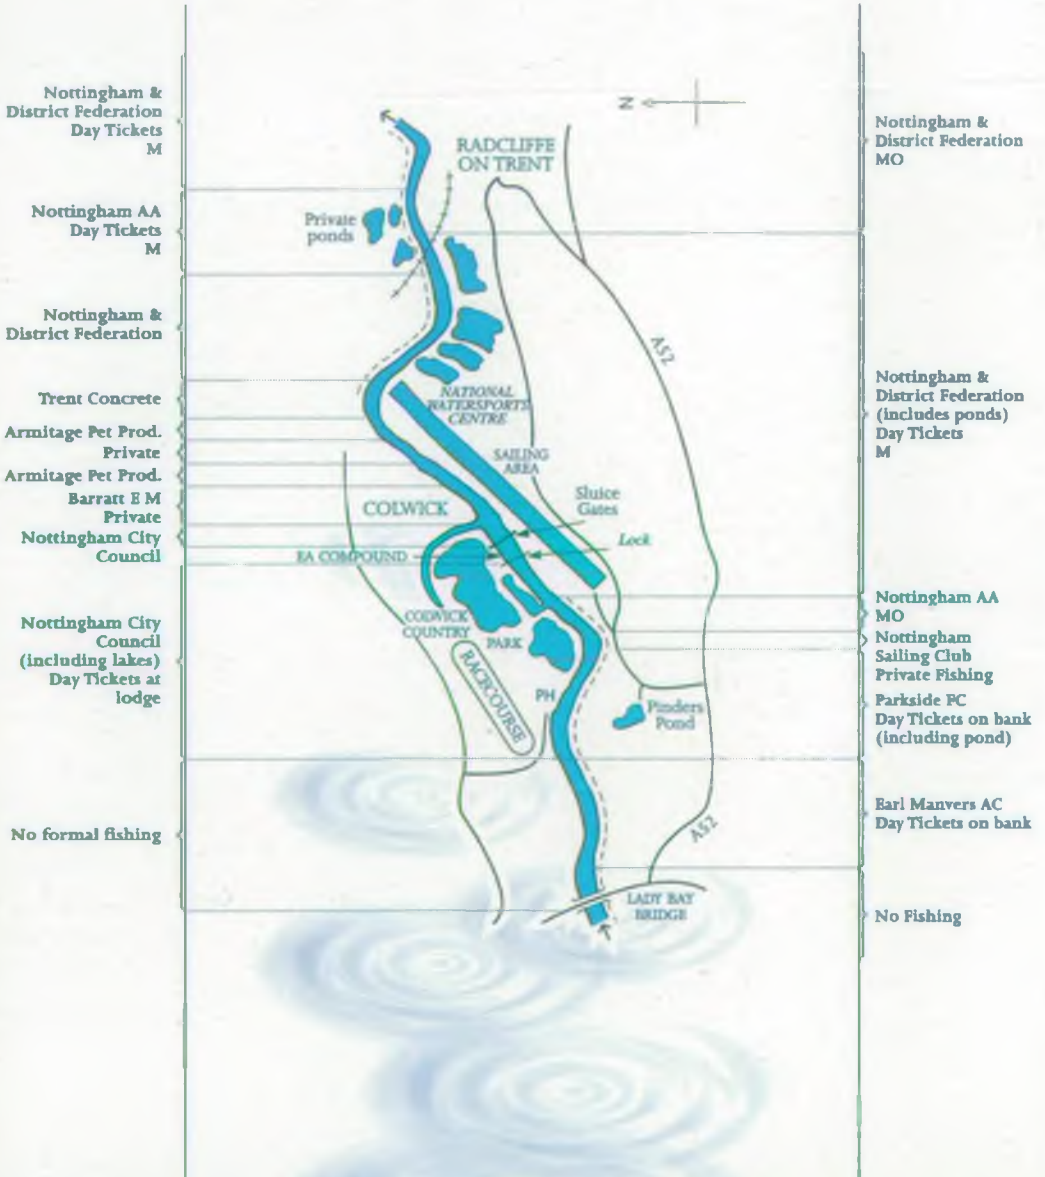 Nottingham &
District Federation
Day Tickets
M
Nottingham AA
Day Tickets
M
Nottingham &
District Federation
Trent Concrete
Armitage Pet Prod.
Private
Armitage Pet Prod.
Barratt E M
Private
Nottingham City
Council
Nottingham City
Council
(including lakes)
Day Tickets at
lodge
No formal fishing
N
RADCLIFFE
ON TRENT
Private
ponds
A52
NATIONAL
WATERSPORTS
CENTRE
SAILING
AREA
COLWICK
Sluice
Gates
Lock
EA COMPOUND
COLWICK
COUNTRY
PARK
RACECOURSE
PH
Pinders
Pond
A52
LADY BAY
BRIDGE
Nottingham &
District Federation
MO
Nottingham &
District Federation
(includes ponds)
Day Tickets
M
Nottingham AA
MO
Nottingham
Sailing Club
Private Fishing
Parkside FC
Day Tickets on bank
(including pond)
Earl Manvers AC
Day Tickets on bank
No Fishing